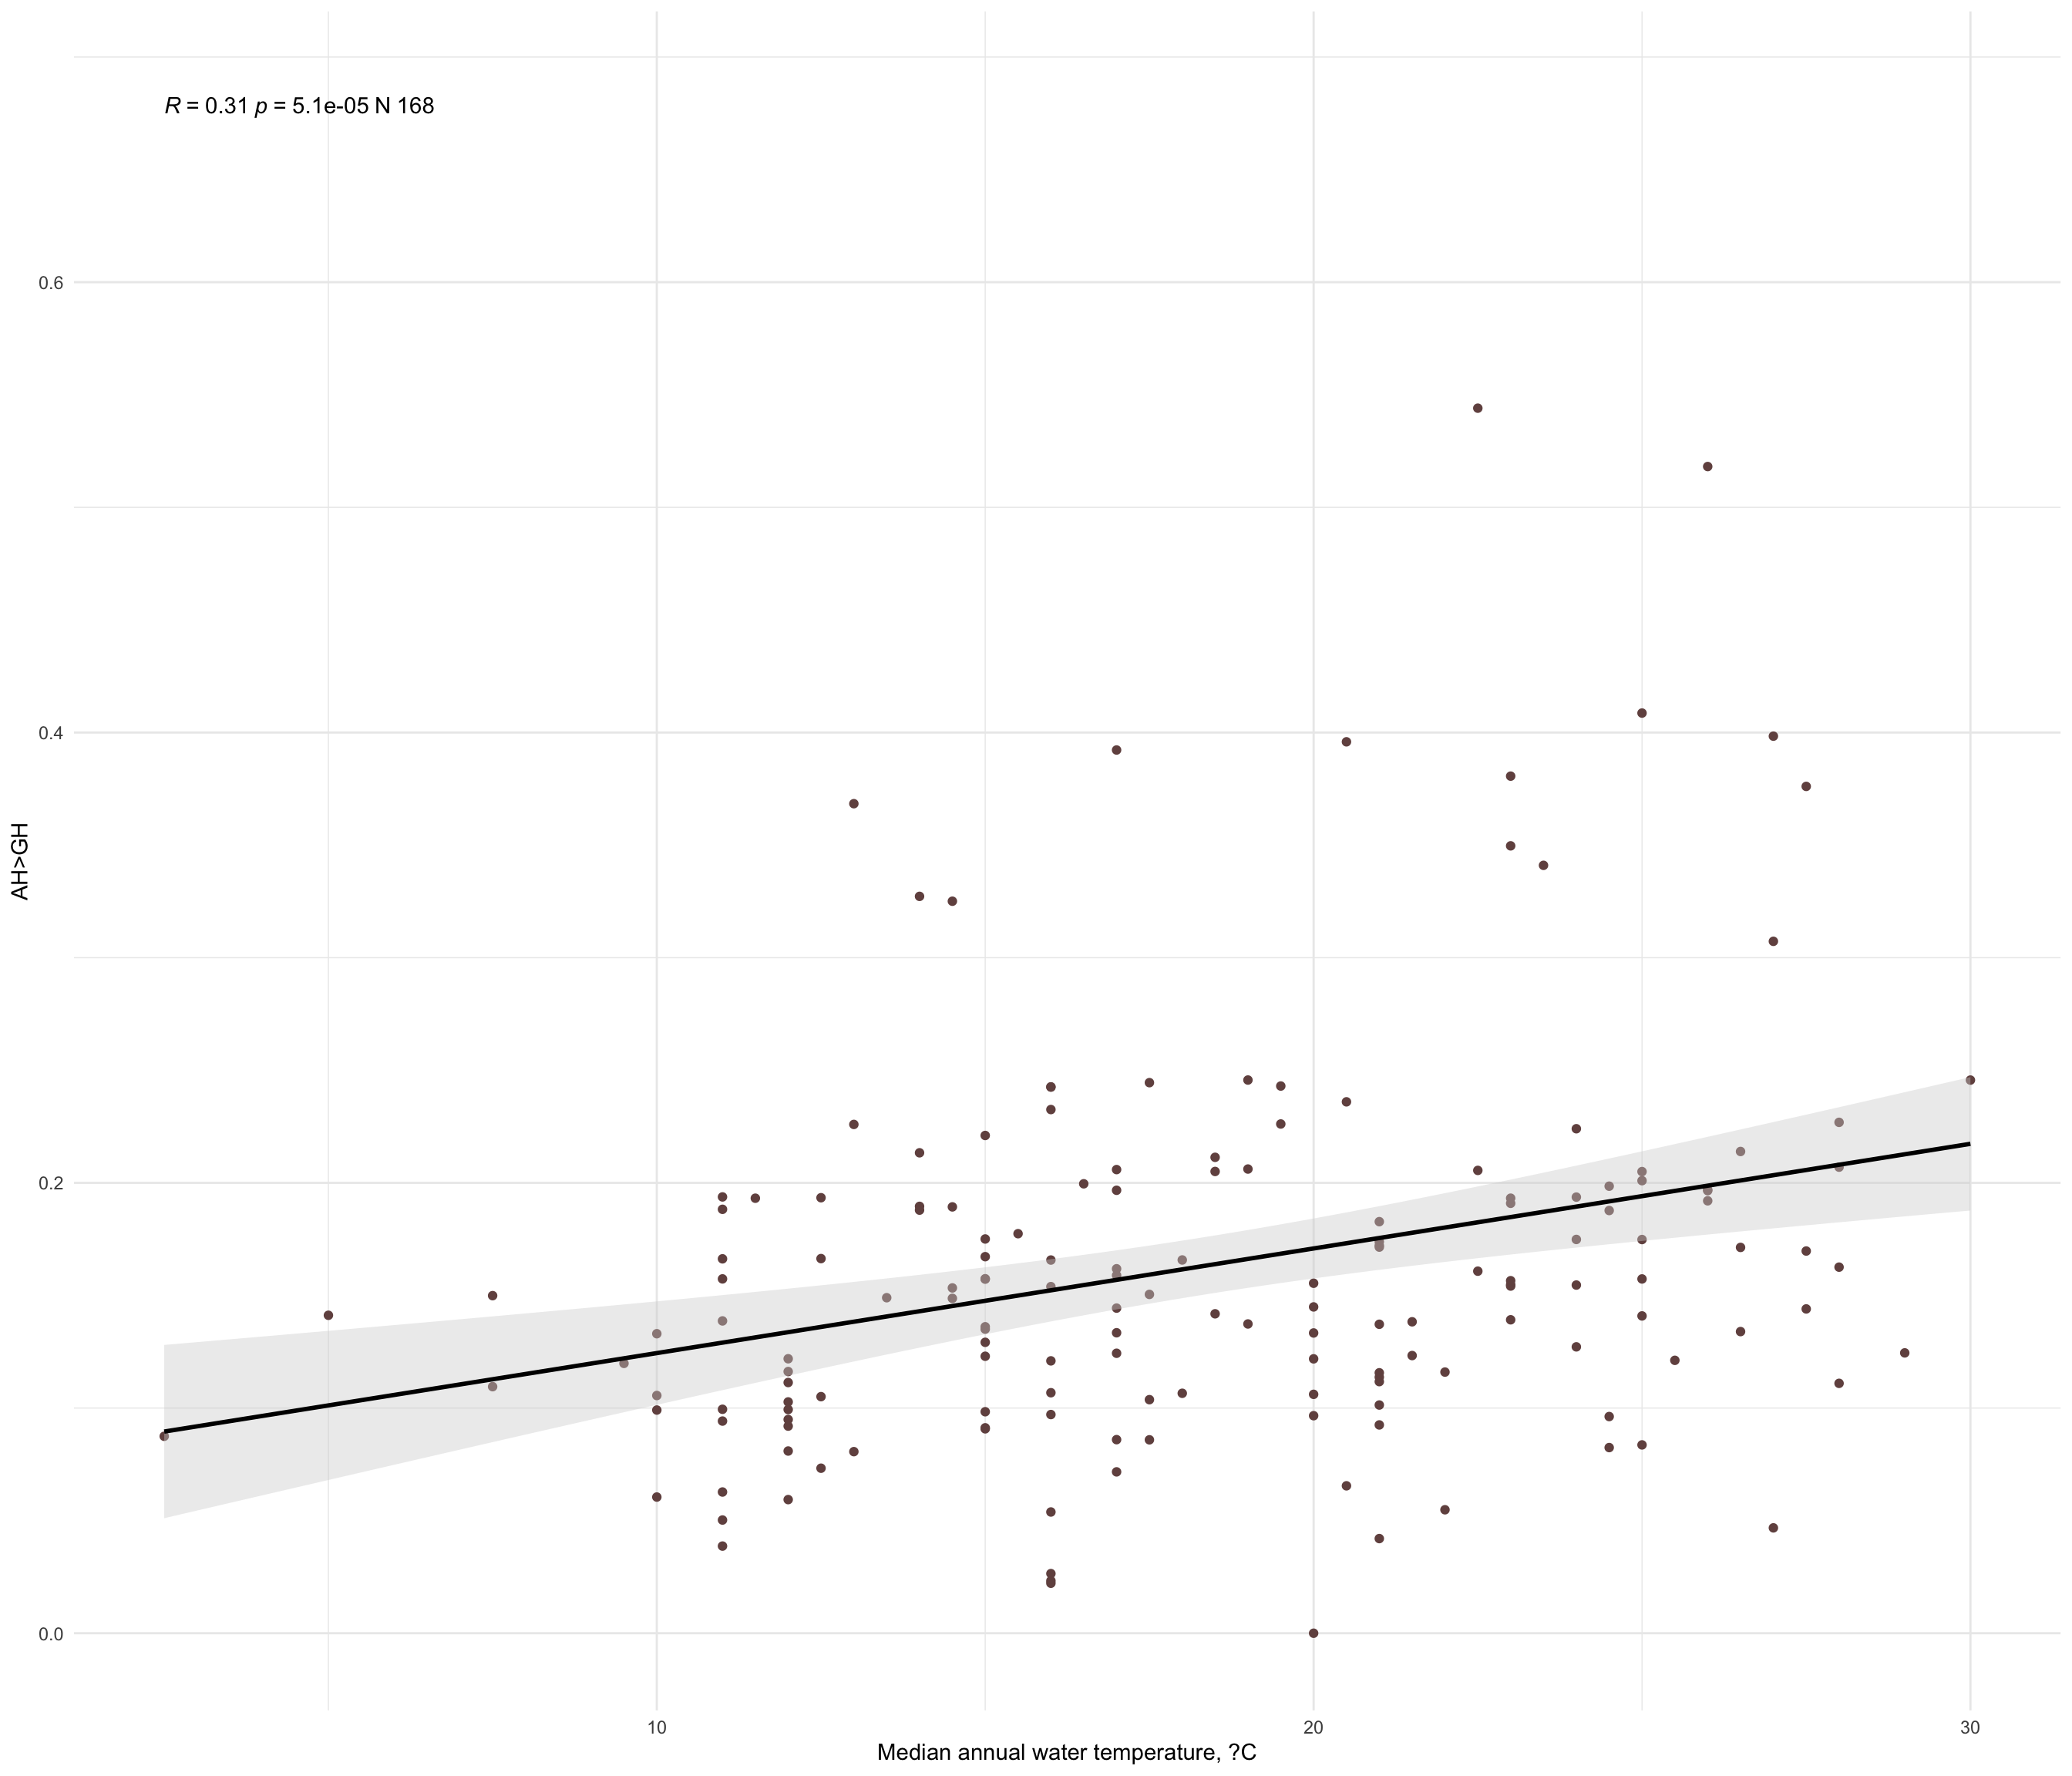 R = 0.31 p = 5.1e-05 N 168
0.6
0.4
0.2
0.0
AH>GH
10
20
30
Median annual water temperature, ?C